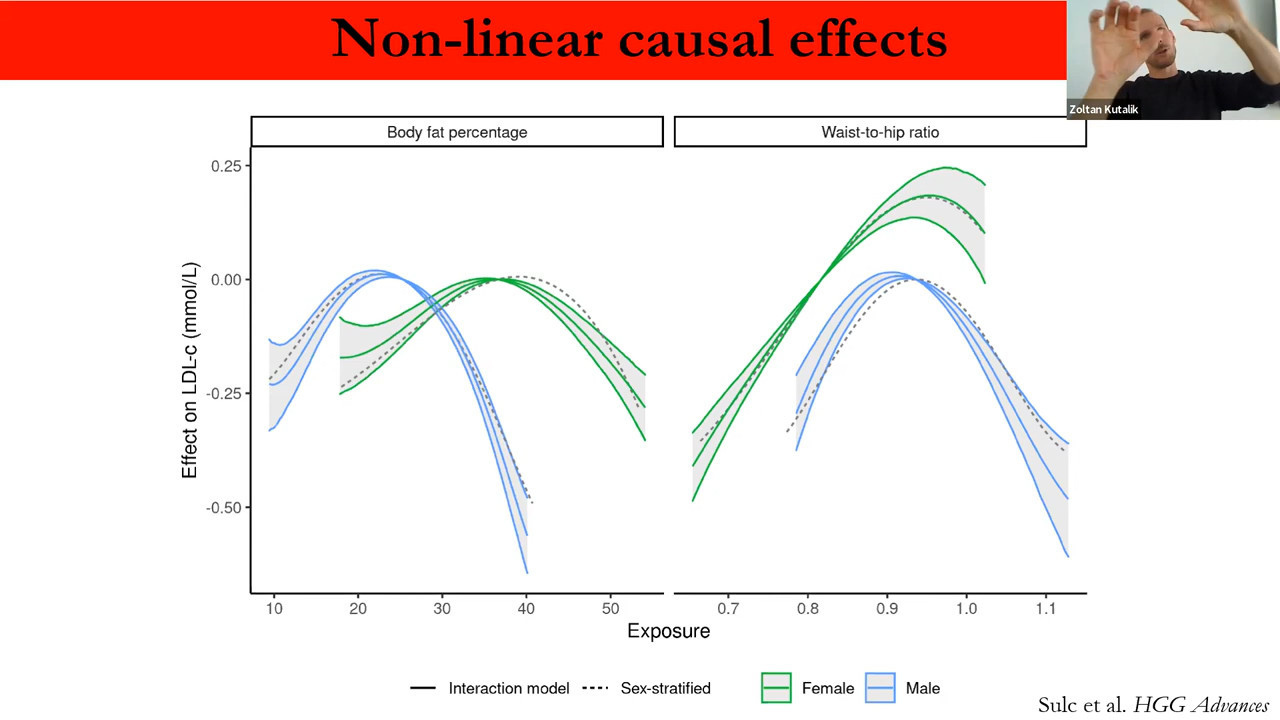 Non-linear causal effects
Zoltan Kutalik
Body fat percentage
Waist-to-hip ratio
Effect on LDL-c (mmol/L)
0.25
0.00
-0.25
-0.50
10 20 30 40 50
0.7 0.8 0.9 1.0 1.1
Exposure
Interaction model Sex-stratified Female Male
Sulc et al. HGG Advances